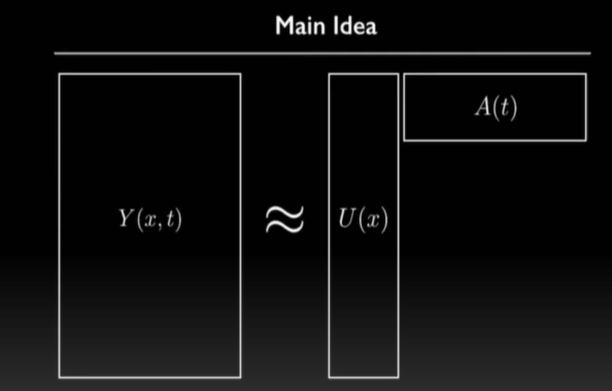 Main Idea
A(t)
Y(x, t) ≈ U(x)